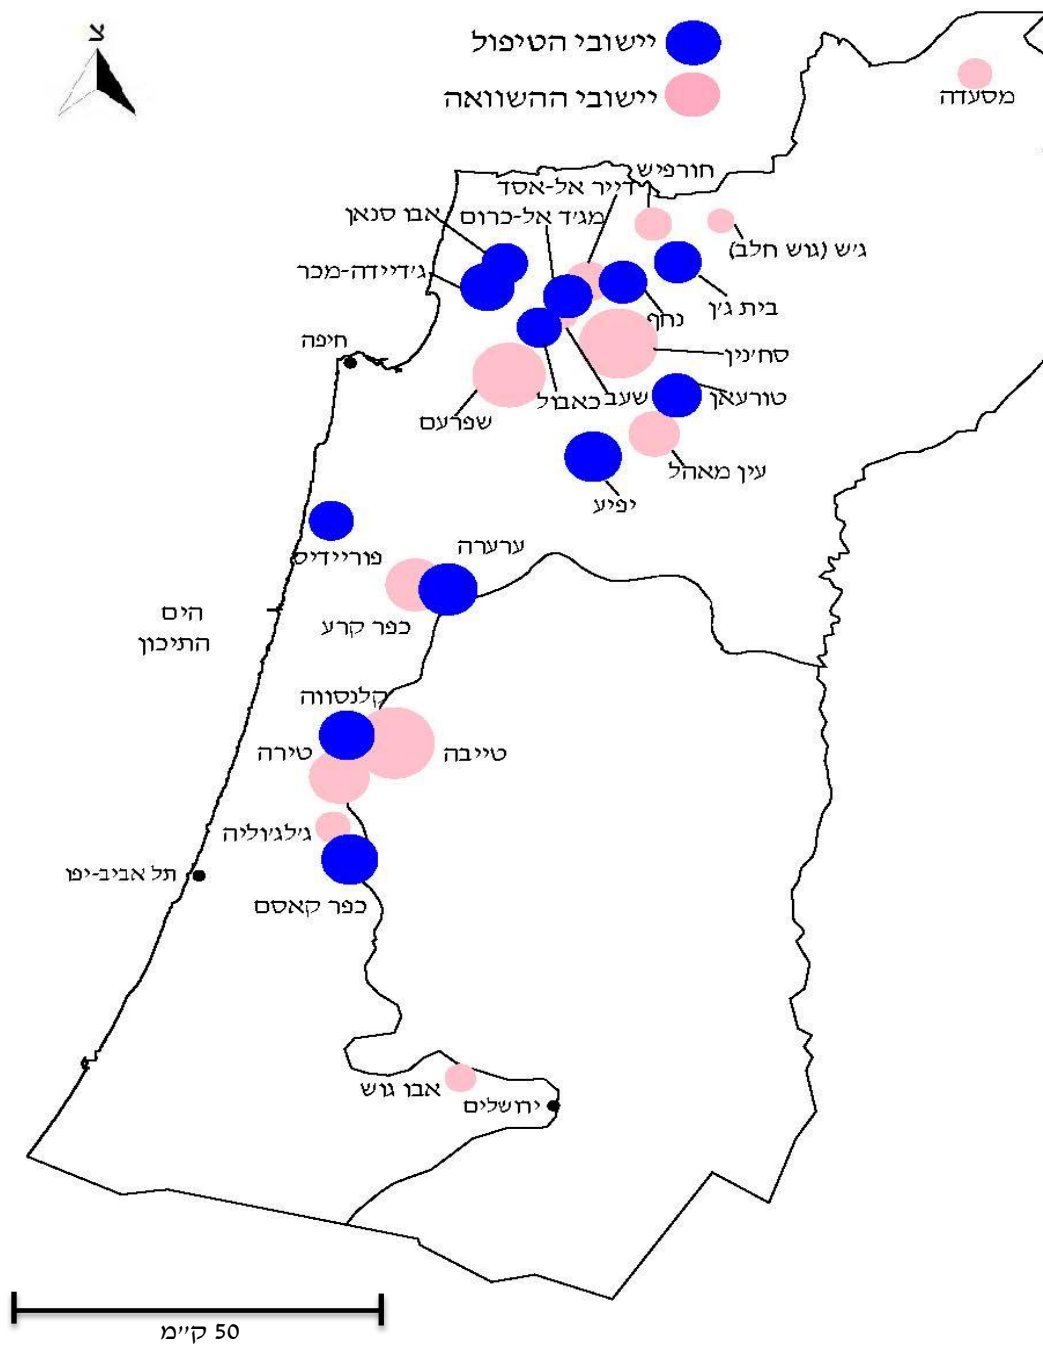 צ
יישובי הטיפול
יישובי ההשוואה
מסעדה
חורפיש
דייר אל-אסד
אבו סנאן
מג׳ד אל-כרום
ג׳ש (גוש חלב)
ג׳דיידה-מכר
בית ג׳ן
נחף
חיפה
סח׳נין
טורעאן
שעב
כאבול
שפרעם
עין מאהל
יפיע
פוריידיס
ערערה
הים
התיכון
כפר קרע
קלנסווה
טירה
טייבה
ג׳לג׳וליה
תל אביב-יפו
כפר קאסם
אבו גוש
ירושלים
50 ק״מ